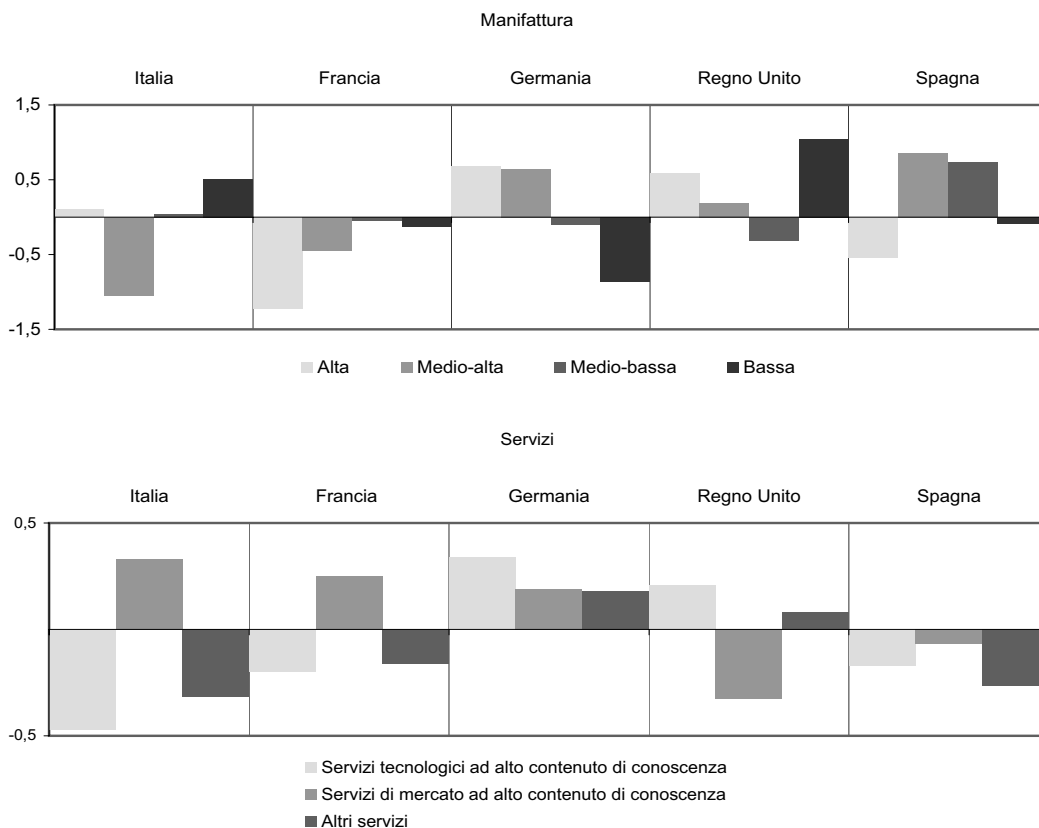 Manifattura
Italia Francia Germania Regno Unito Spagna
1,5
0,5
-0,5
-1,5
Alta Medio-alta Medio-bassa Bassa
Servizi
Italia Francia Germania Regno Unito Spagna
0,5
-0,5
Servizi tecnologici ad alto contenuto di conoscenza
Servizi di mercato ad alto contenuto di conoscenza
Altri servizi